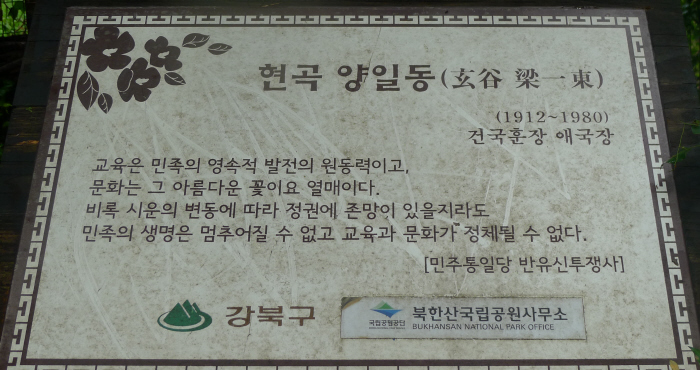 현곡 양일동(玄谷 梁一東)
(1912~1980)
건국훈장 애국장
교육은 민족의 영속적 발전의 원동력이고,
문화는 그 아름다운 꽃이요 열매이다.
비록 시운의 변동에 따라 정권에 존망이 있을지라도
민족의 생명은 멈추어질 수 없고 교육과 문화가 정체될 수 없다.
[민주통일당 반유신투쟁사]
강북구
국립공원공단
북한산국립공원사무소
BUKHANSAN NATIONAL PARK OFFICE